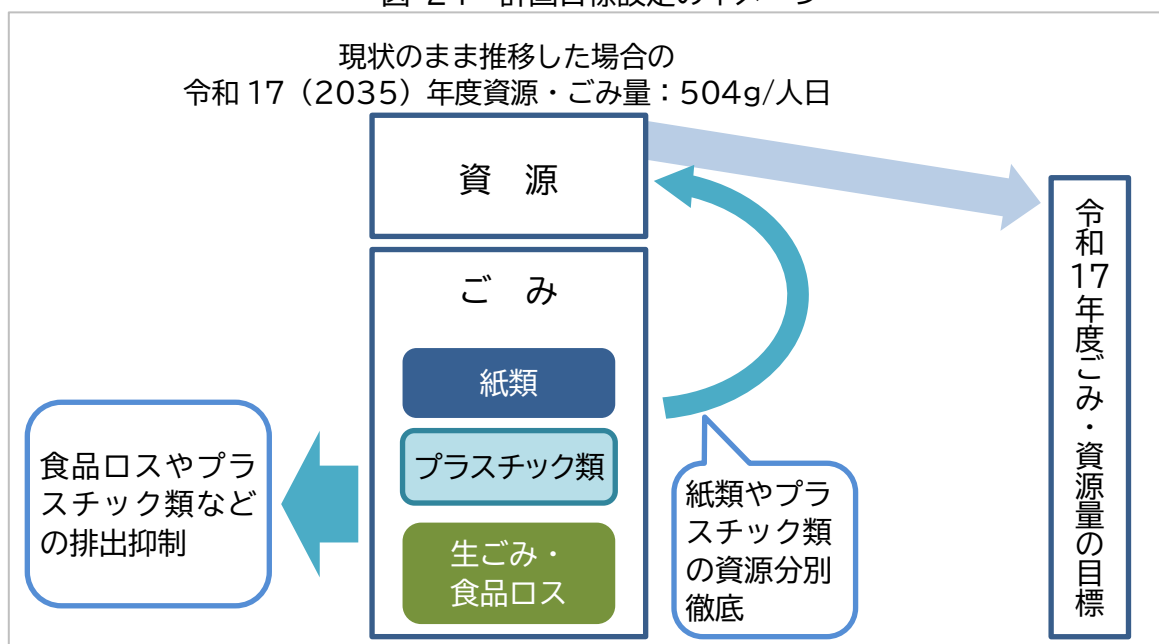 現状のまま推移した場合の
令和17（2035）年度資源・ごみ量：504g/人日
資　源
ご　み
紙類
プラスチック類
生ごみ・
食品ロス
食品ロスやプラ
スチック類など
の排出抑制
紙類やプラ
スチック類
の資源分別
徹底
令和17年度ごみ・資源量の目標